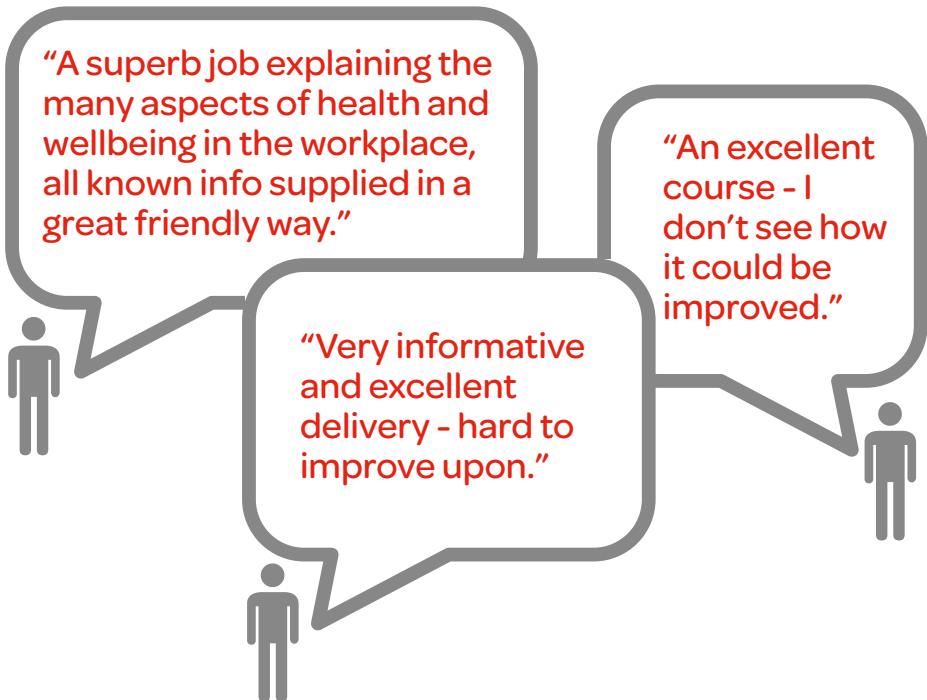 “A superb job explaining the
many aspects of health and
wellbeing in the workplace,
all known info supplied in a
great friendly way.”
“An excellent
course - I
don’t see how
it could be
improved.”
“Very informative
and excellent
delivery - hard to
improve upon.”